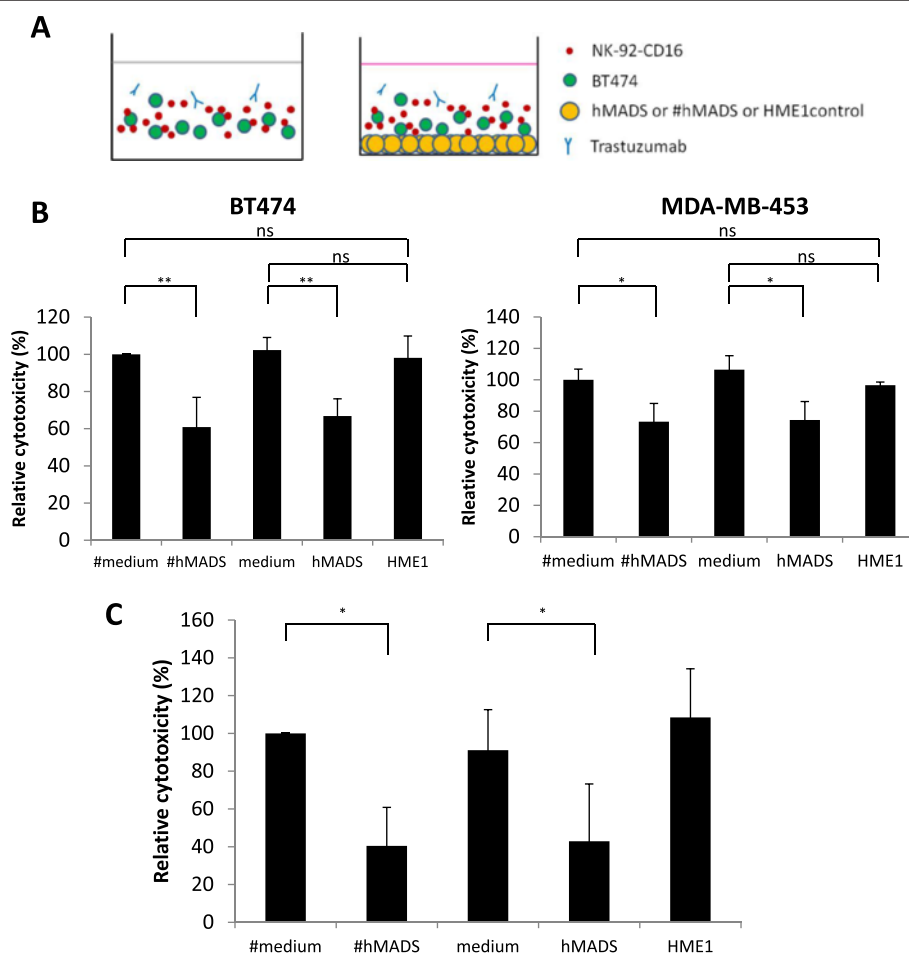 A
NK-92-CD16
BT474
hMADS or #hMADS or HME1control
Trastuzumab
B
BT474
ns
ns
**
**
Relative cytotoxicity (%)
120
100
80
60
40
20
0
#medium #hMADS medium hMADS HME1
MDA-MB-453
ns
ns
*
*
Rleative cytotoxicity (%)
140
120
100
80
60
40
20
0
#medium #hMADS medium hMADS HME1
C
*
*
Relative cytotoxicity (%)
160
140
120
100
80
60
40
20
0
#medium #hMADS medium hMADS HME1